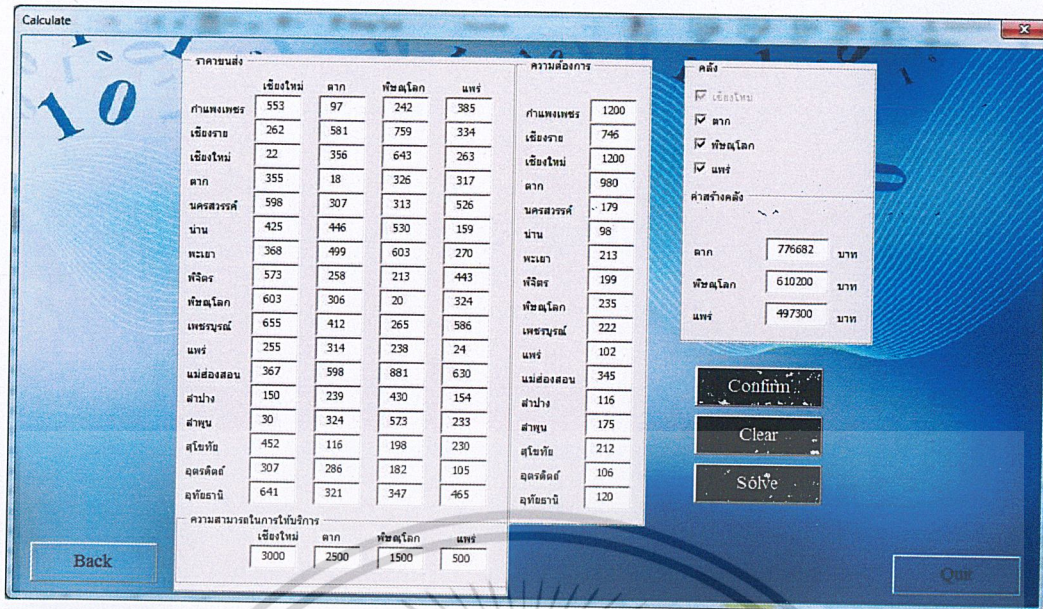 Calculate
ราคาขนส่ง
เชียงใหม่ ตาก พิษณุโลก แพร่
กำแพงเพชร 553 97 242 385
เชียงราย 262 581 759 334
เชียงใหม่ 22 356 643 263
ตาก 355 18 326 317
นครสวรรค์ 598 307 313 526
น่าน 425 446 530 159
พะเยา 368 499 603 270
พิจิตร 573 258 213 443
พิษณุโลก 603 306 20 324
เพชรบูรณ์ 655 412 265 586
แพร่ 255 314 238 24
แม่ฮ่องสอน 367 598 881 630
ลำปาง 150 239 430 154
ลำพูน 30 324 573 233
สุโขทัย 452 116 198 230
อุตรดิตถ์ 307 286 182 105
อุทัยธานี 641 321 347 465
ความสามารถในการให้บริการ
เชียงใหม่ ตาก พิษณุโลก แพร่
3000 2500 1500 500
ความต้องการ
กำแพงเพชร 1200
เชียงราย 746
เชียงใหม่ 1200
ตาก 980
นครสวรรค์ 179
น่าน 98
พะเยา 213
พิจิตร 199
พิษณุโลก 235
เพชรบูรณ์ 222
แพร่ 102
แม่ฮ่องสอน 345
ลำปาง 116
ลำพูน 175
สุโขทัย 212
อุตรดิตถ์ 106
อุทัยธานี 120
คลัง
เชียงใหม่
ตาก
พิษณุโลก
แพร่
ค่าสร้างคลัง
ตาก 776682 บาท
พิษณุโลก 610200 บาท
แพร่ 497300 บาท
Confirm
Clear
Solve
Back
Quit
10